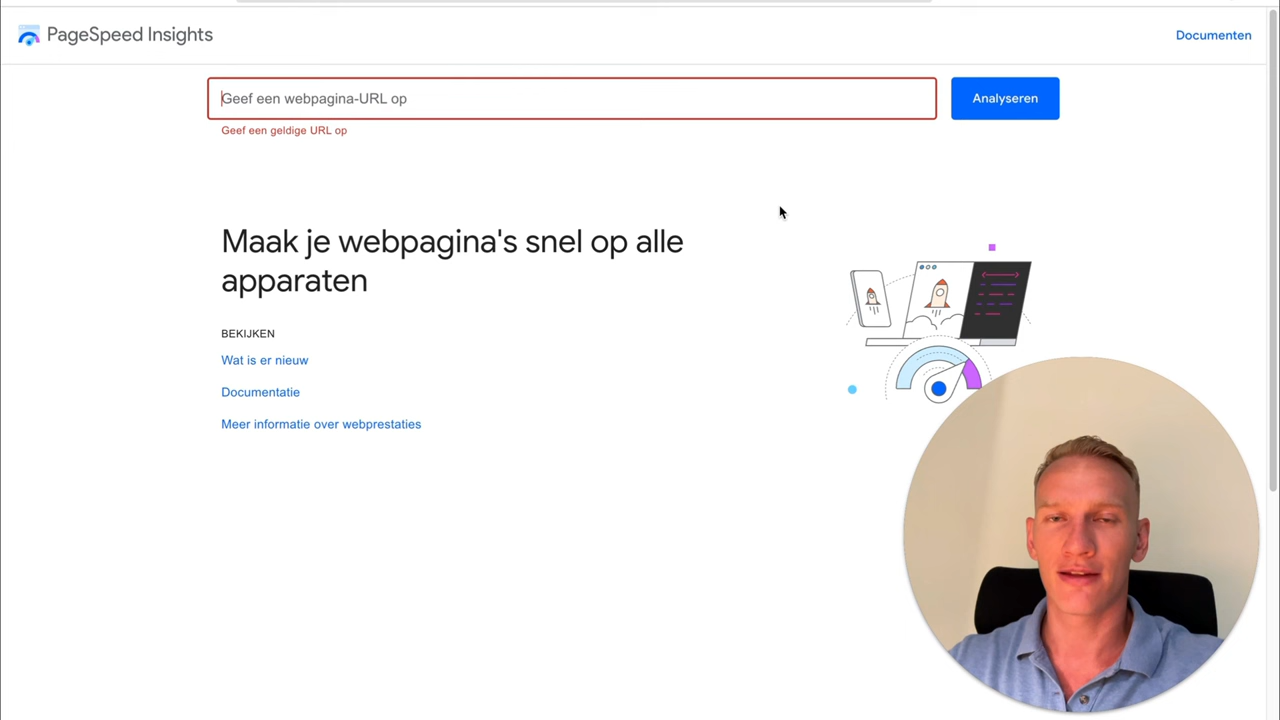 PageSpeed Insights
Documenten
Geef een webpagina-URL op
Analyseren
Geef een geldige URL op
Maak je webpagina's snel op alle
apparaten
BEKIJKEN
Wat is er nieuw
Documentatie
Meer informatie over webprestaties